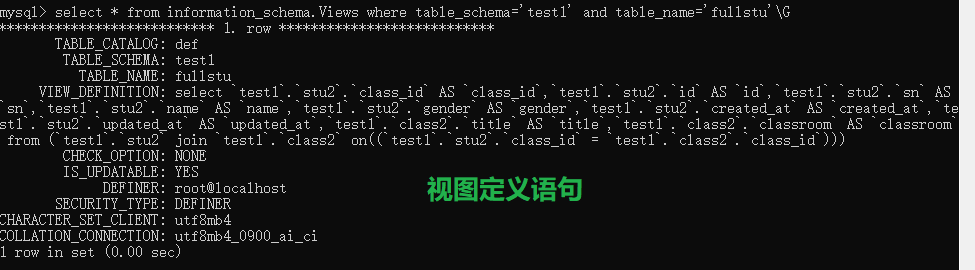 mysql> select * from information_schema.Views where table_schema='test1' and table_name='fullstu'\G
*************************** 1. row ***************************
TABLE_CATALOG: def
TABLE_SCHEMA: test1
TABLE_NAME: fullstu
VIEW_DEFINITION: select `test1`.`stu2`.`class_id` AS `class_id`,`test1`.`stu2`.`id` AS `id`,`test1`.`stu2`.`sn` AS
`sn`,`test1`.`stu2`.`name` AS `name`,`test1`.`stu2`.`gender` AS `gender`,`test1`.`stu2`.`created_at` AS `created_at`,`te
st1`.`stu2`.`updated_at` AS `updated_at`,`test1`.`class2`.`title` AS `title`,`test1`.`class2`.`classroom` AS `classroom`
from (`test1`.`stu2` join `test1`.`class2` on((`test1`.`stu2`.`class_id` = `test1`.`class2`.`class_id`)))
CHECK_OPTION: NONE
IS_UPDATABLE: YES
DEFINER: root@localhost
视图定义语句
SECURITY_TYPE: DEFINER
CHARACTER_SET_CLIENT: utf8mb4
COLLATION_CONNECTION: utf8mb4_0900_ai_ci
1 row in set (0.00 sec)